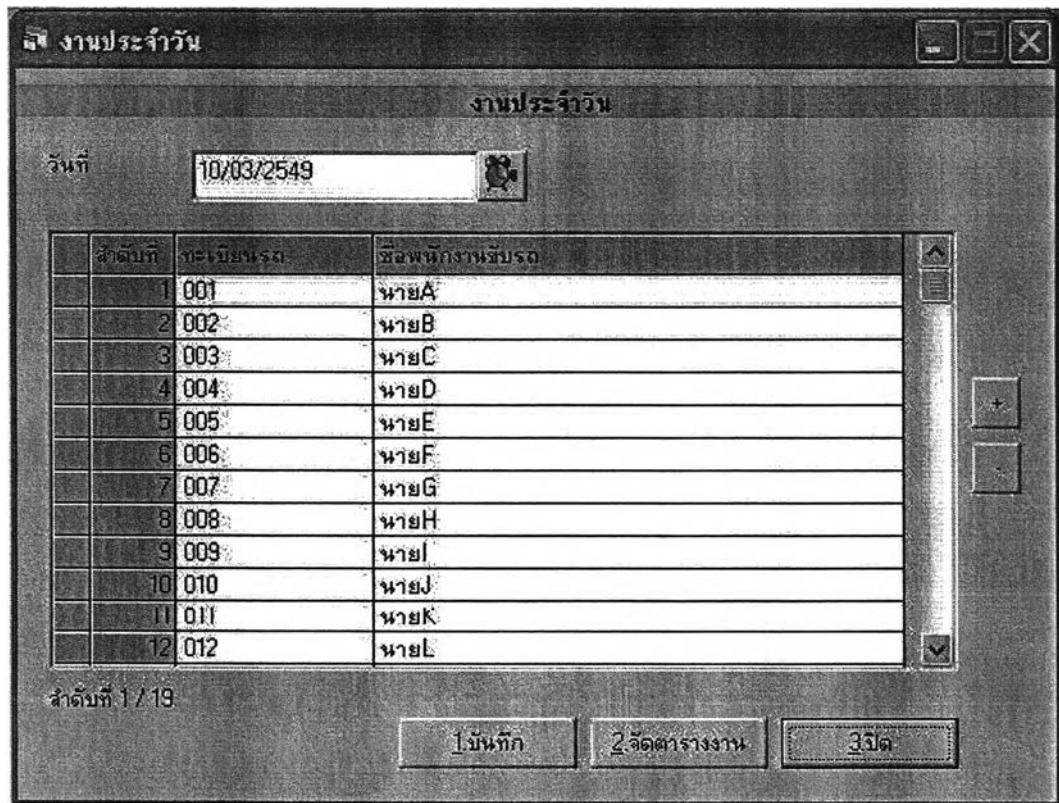 งานประจำวัน
งานประจำวัน
วันที่ 10/03/2549
ลำดับที่ ทะเบียนรถ ชื่อพนักงานขับรถ
1 001 นายA
2 002 นายB
3 003 นายC
4 004 นายD
5 005 นายE
6 006 นายF
7 007 นายG
8 008 นายH
9 009 นายI
10 010 นายJ
11 011 นายK
12 012 นายL
+
-
ลำดับที่ 1 / 19
1.บันทึก 2.จัดตารางงาน 3.ปิด